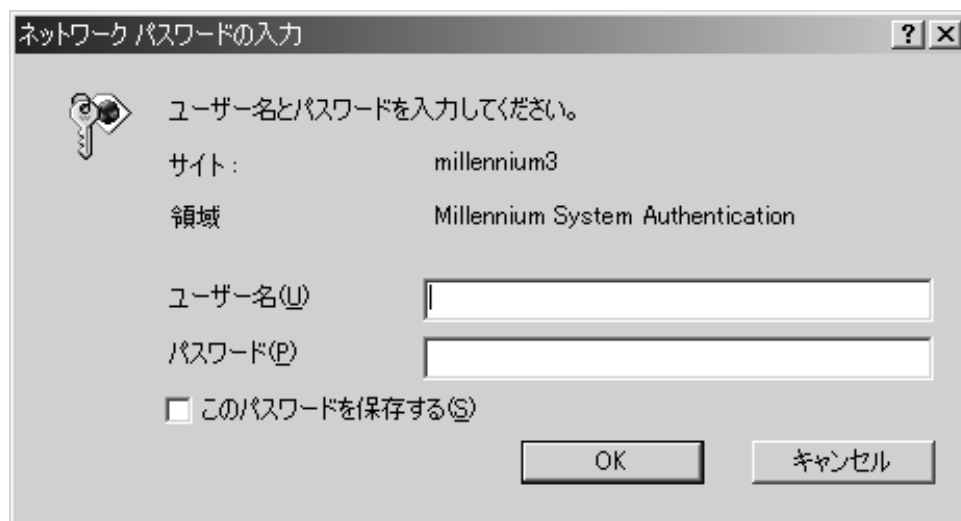 ネットワーク パスワードの入力
ユーザー名とパスワードを入力してください。
サイト : millennium3
領域 Millennium System Authentication
ユーザー名(U)
パスワード(P)
このパスワードを保存する(S)
OK キャンセル